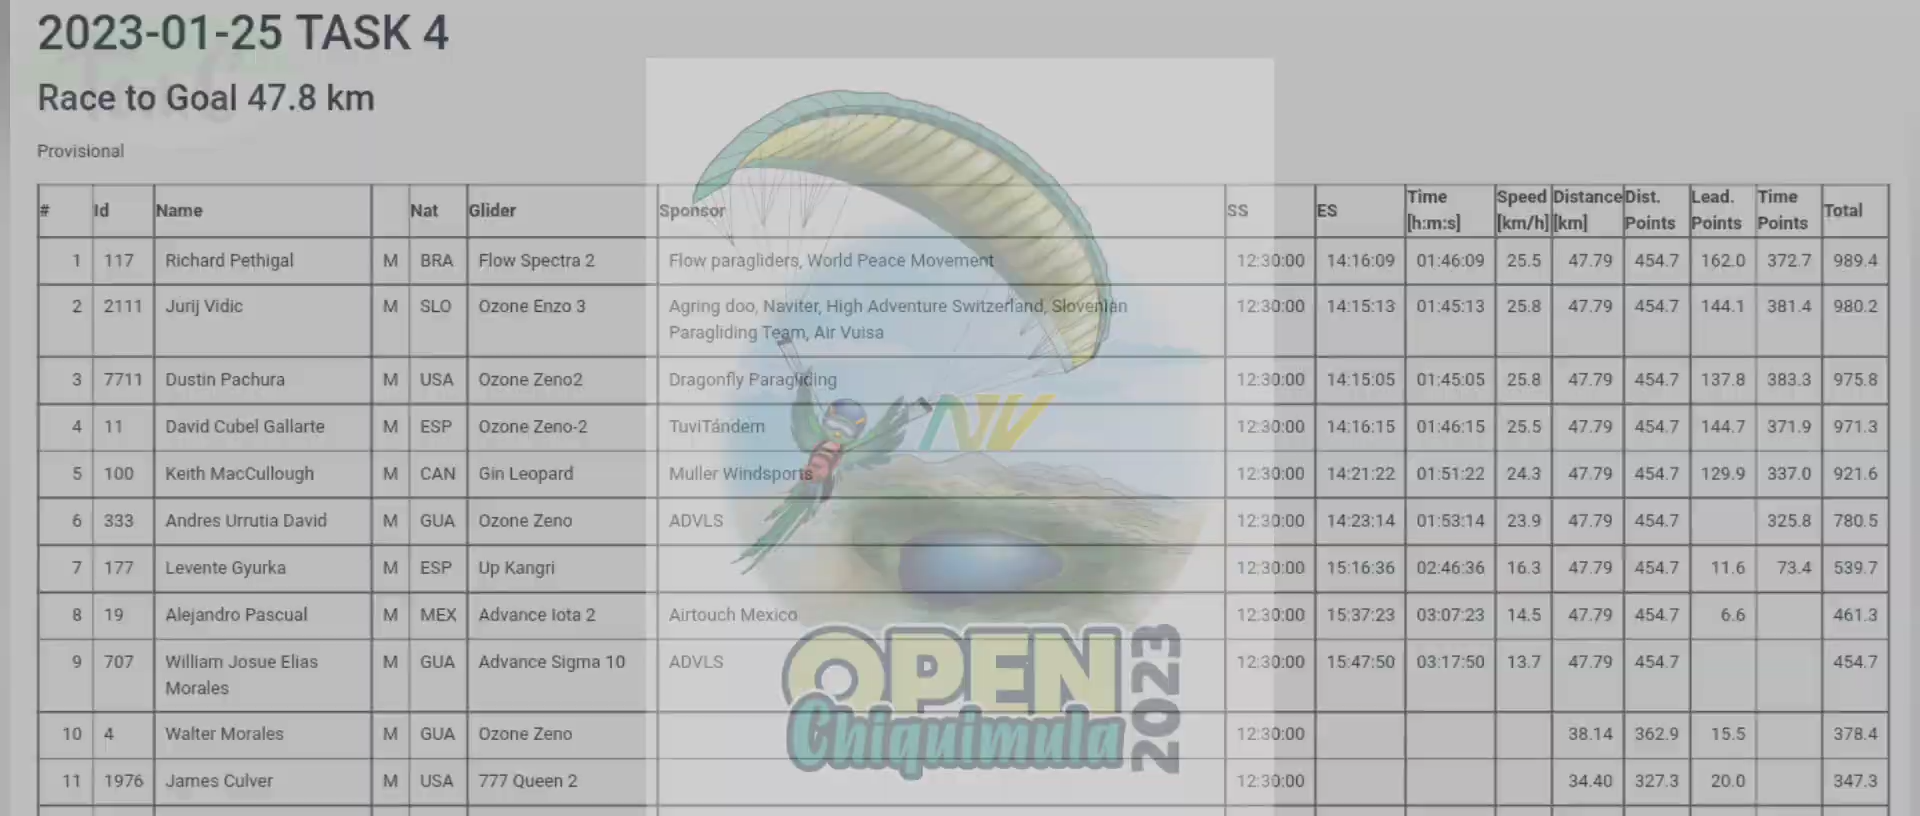 2023-01-25 TASK 4
Race to Goal 47.8 km
Provisional
# Id Name Nat Glider Sponsor SS ES Time [h:m:s] Speed [km/h] Distance [km] Dist. Points Lead. Points Time Points Total
1 117 Richard Pethigal M BRA Flow Spectra 2 Flow paragliders, World Peace Movement 12:30:00 14:16:09 01:46:09 25.5 47.79 454.7 162.0 372.7 989.4
2 2111 Jurij Vidic M SLO Ozone Enzo 3 Agring doo, Naviter, High Adventure Switzerland, Slovenian Paragliding Team, Air Vuisa 12:30:00 14:15:13 01:45:13 25.8 47.79 454.7 144.1 381.4 980.2
3 7711 Dustin Pachura M USA Ozone Zeno2 Dragonfly Paragliding 12:30:00 14:15:05 01:45:05 25.8 47.79 454.7 137.8 383.3 975.8
4 11 David Cubel Gallarte M ESP Ozone Zeno-2 TuviTándem 12:30:00 14:16:15 01:46:15 25.5 47.79 454.7 144.7 371.9 971.3
5 100 Keith MacCullough M CAN Gin Leopard Muller Windsports 12:30:00 14:21:22 01:51:22 24.3 47.79 454.7 129.9 337.0 921.6
6 333 Andres Urrutia David M GUA Ozone Zeno ADVLS 12:30:00 14:23:14 01:53:14 23.9 47.79 454.7 325.8 780.5
7 177 Levente Gyurka M ESP Up Kangri 12:30:00 15:16:36 02:46:36 16.3 47.79 454.7 11.6 73.4 539.7
8 19 Alejandro Pascual M MEX Advance Iota 2 Airtouch Mexico 12:30:00 15:37:23 03:07:23 14.5 47.79 454.7 6.6 461.3
9 707 William Josue Elias Morales M GUA Advance Sigma 10 ADVLS 12:30:00 15:47:50 03:17:50 13.7 47.79 454.7 454.7
10 4 Walter Morales M GUA Ozone Zeno 12:30:00 38.14 362.9 15.5 378.4
11 1976 James Culver M USA 777 Queen 2 12:30:00 34.40 327.3 20.0 347.3
OPEN
Chiquimula
2023